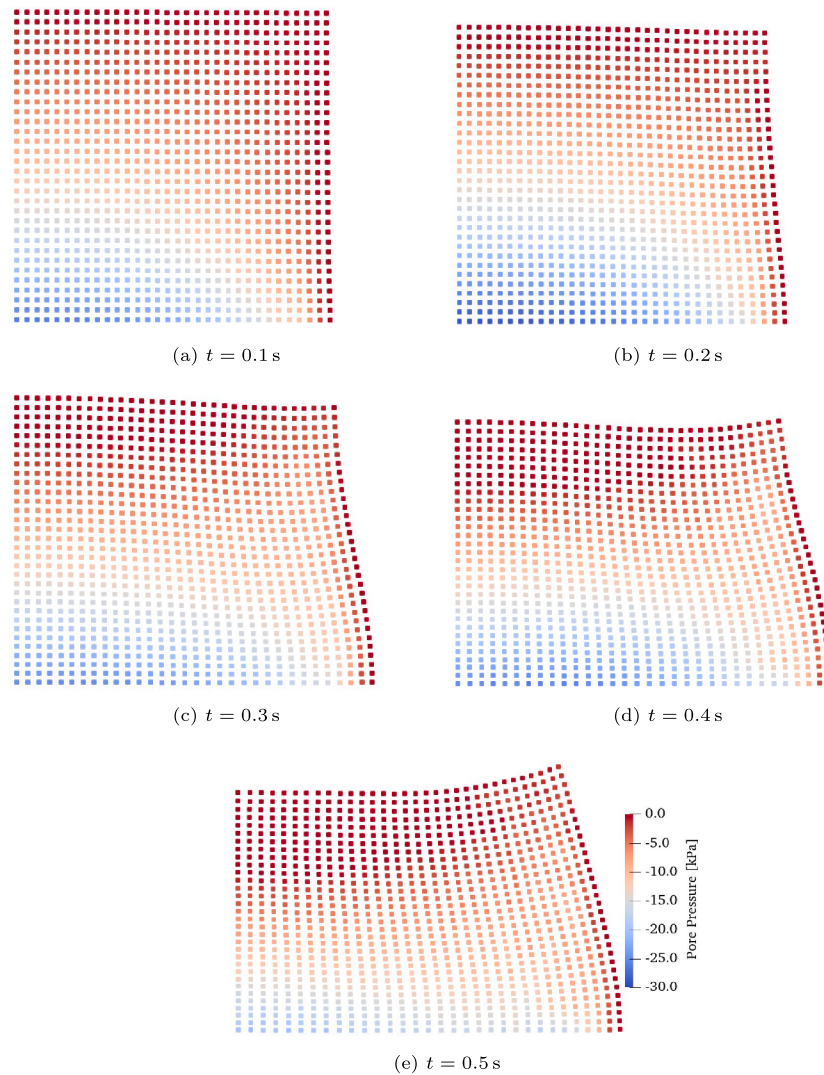 (a) t = 0.1 s
(b) t = 0.2 s
(c) t = 0.3 s
(d) t = 0.4 s
0.0
-5.0
-10.0
-15.0
-20.0
-25.0
-30.0
Pore Pressure [kPa]
(e) t = 0.5 s